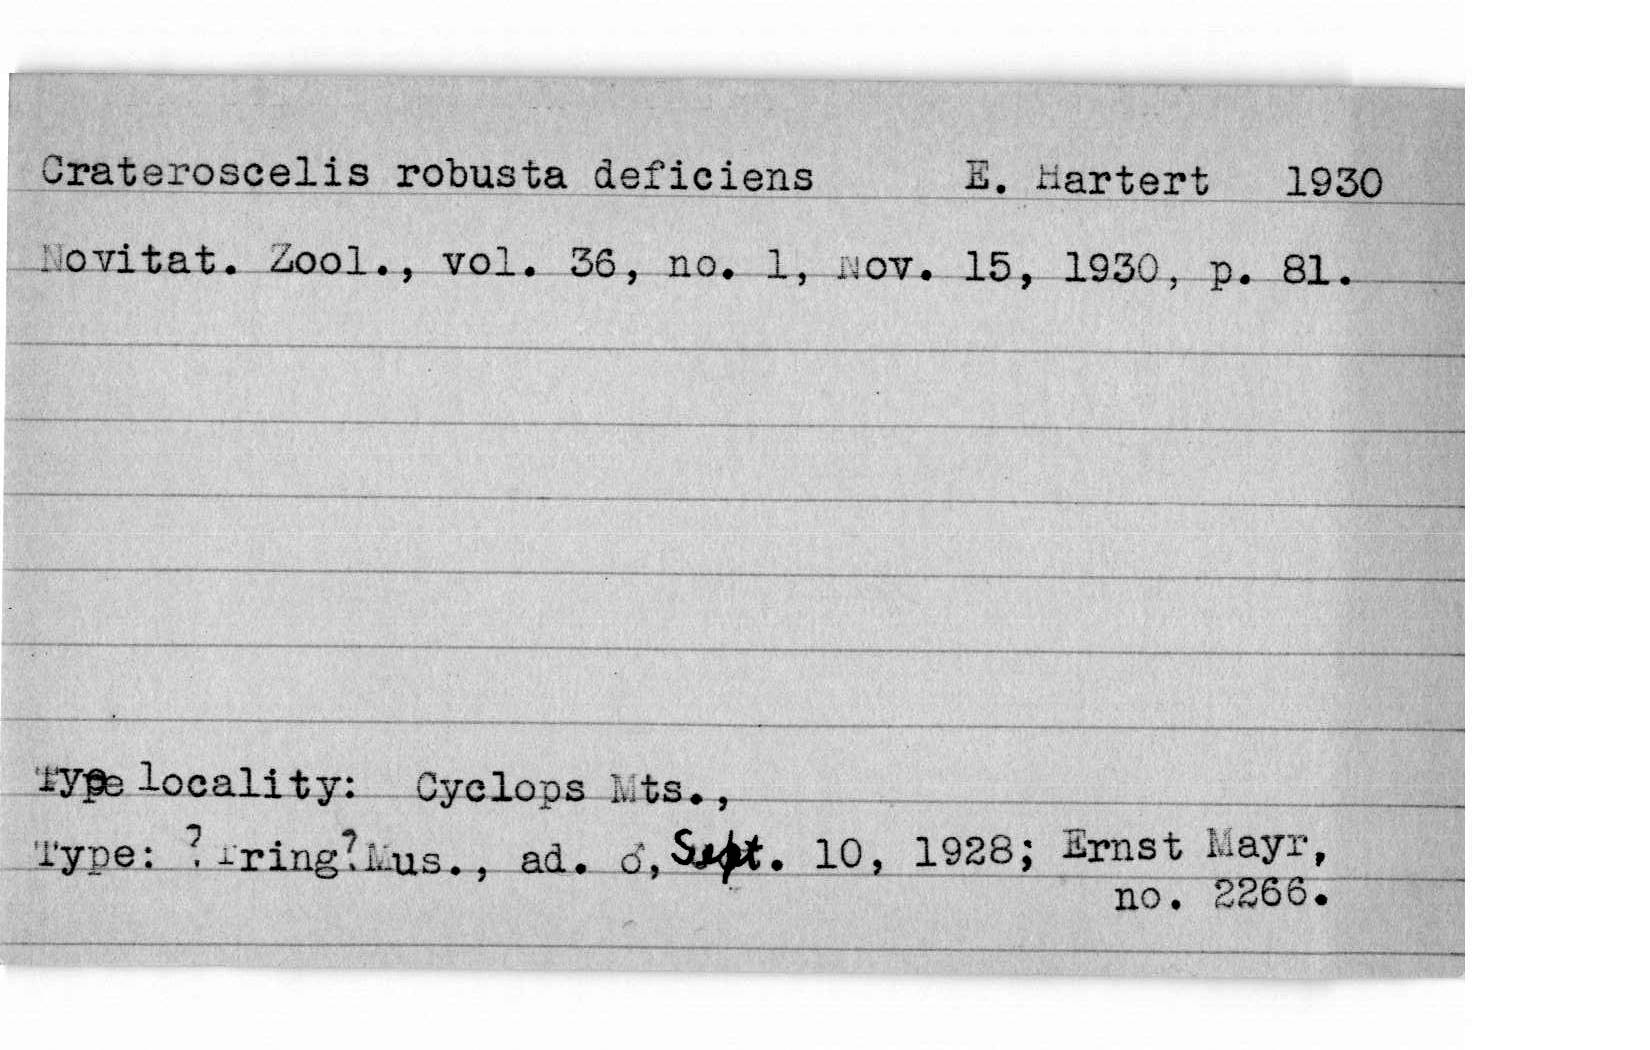 Crateroscelis robusta deficiens E. Hartert 1930
Novitat. Zool., vol. 36, no. 1, Nov. 15, 1930, p. 81.
Type locality: Cyclops Mts.,
Type: ? Tring? Mus., ad. ♂, Sept. 10, 1928; Ernst Mayr,
no. 2266.